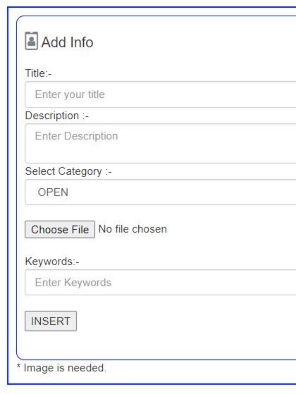 Add Info
Title:-
Enter your title
Description :-
Enter Description
Select Category :-
OPEN
Choose File No file chosen
Keywords:-
Enter Keywords
INSERT
* Image is needed.